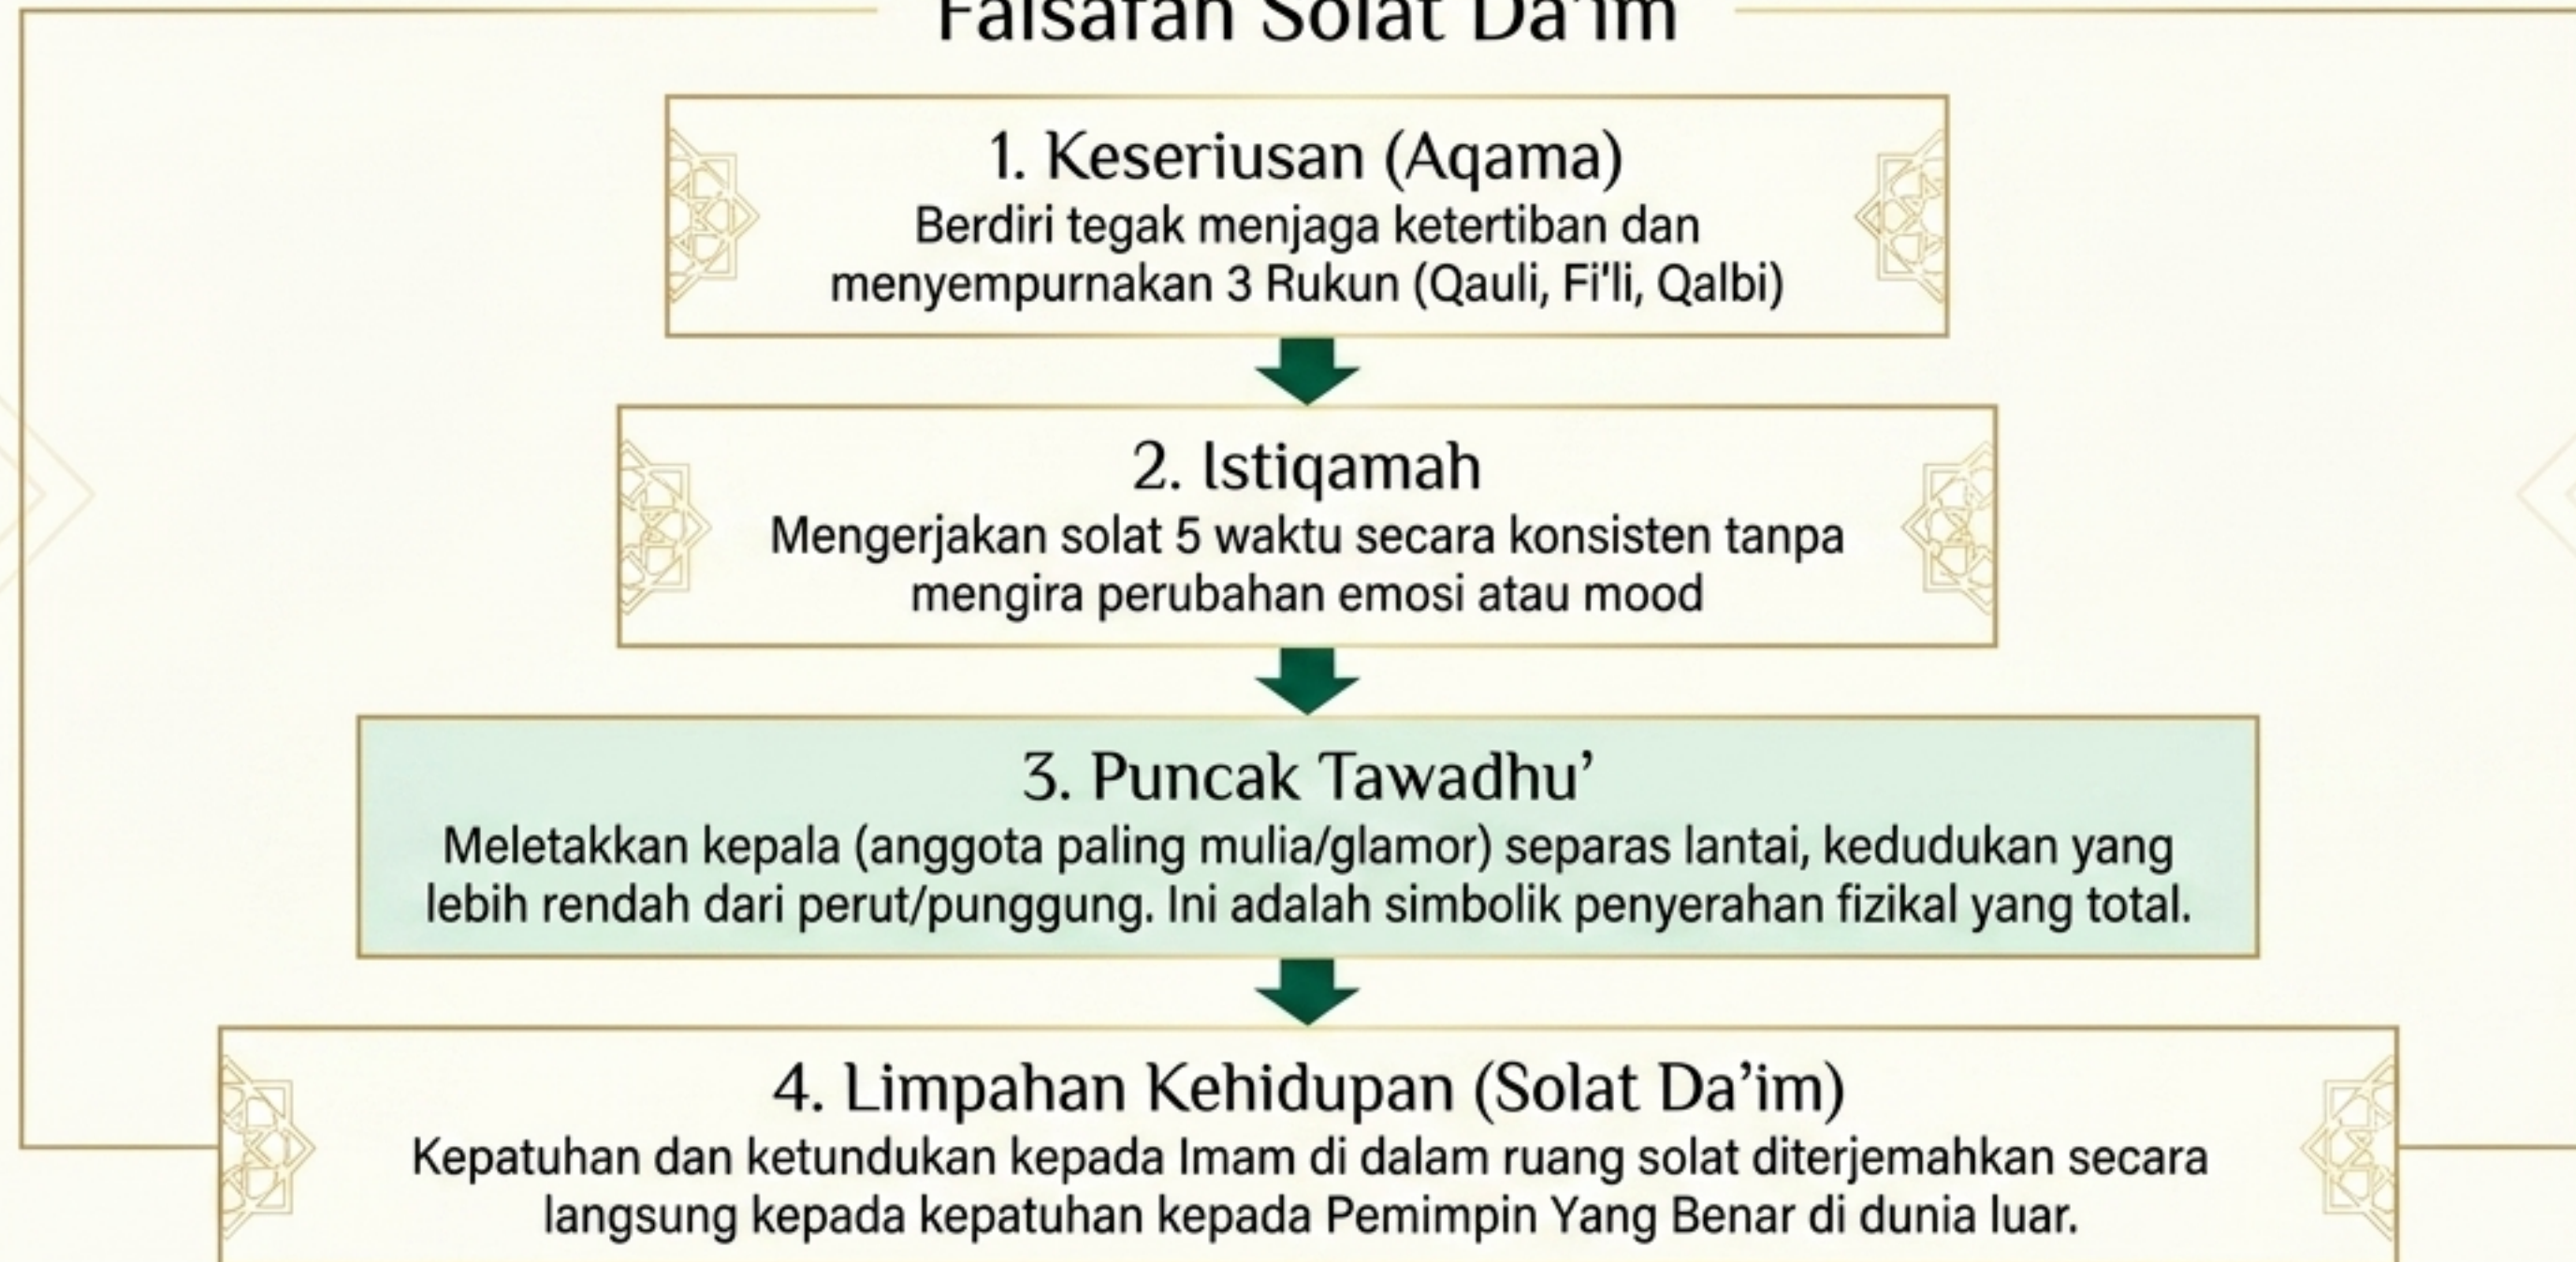 Falsafah Solat Da'im
1. Keseriusan (Aqama)
Berdiri tegak menjaga ketertiban dan
menyempurnakan 3 Rukun (Qauli, Fi'li, Qalbi)
2. Istiqamah
Mengerjakan solat 5 waktu secara konsisten tanpa
mengira perubahan emosi atau mood
3. Puncak Tawadhu’
Meletakkan kepala (anggota paling mulia/glamor) separas lantai, kedudukan yang
lebih rendah dari perut/punggung. Ini adalah simbolik penyerahan fizikal yang total.
4. Limpahan Kehidupan (Solat Da’im)
Kepatuhan dan ketundukan kepada Imam di dalam ruang solat diterjemahkan secara
langsung kepada kepatuhan kepada Pemimpin Yang Benar di dunia luar.